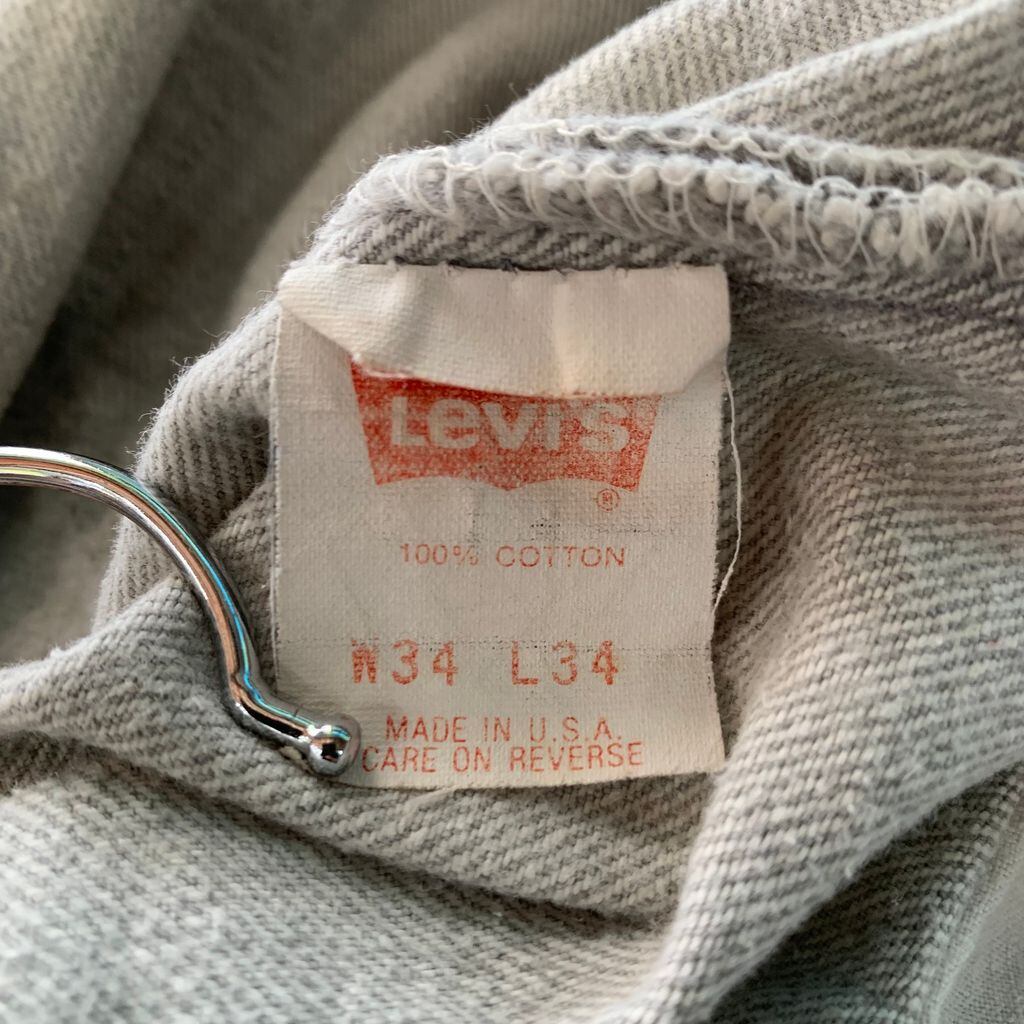 Levi's
®
100% COTTON
W34 L34
MADE IN U.S.A.
CARE ON REVERSE